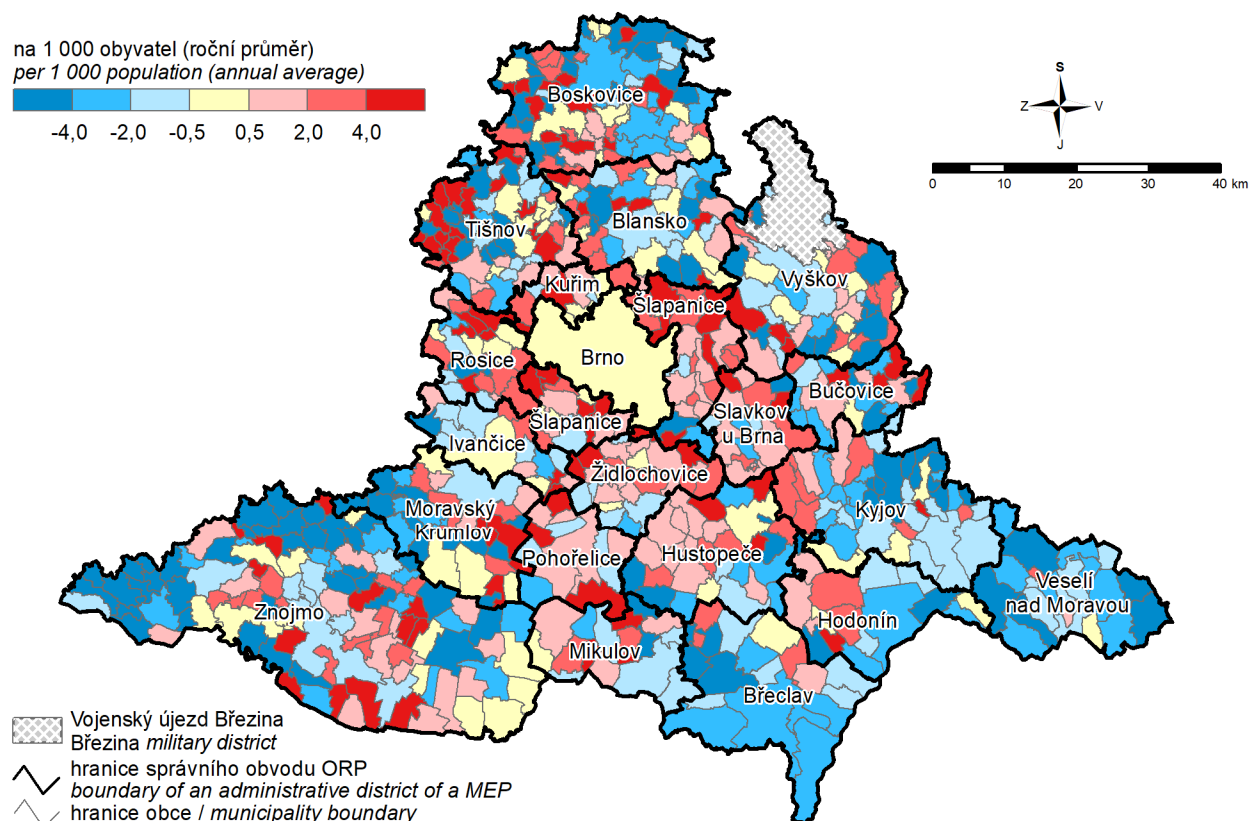 na 1 000 obyvatel (roční průměr)
per 1 000 population (annual average)
-4,0 -2,0 -0,5 0,5 2,0 4,0
S
Z V
J
0 10 20 30 40 km
Boskovice
Tišnov
Blansko
Vyškov
Kuřim
Šlapanice
Rosice
Brno
Bučovice
Šlapanice
Slavkov
u Brna
Ivančice
Židlochovice
Moravský
Krumlov
Kyjov
Pohořelice
Hustopeče
Veselí
nad Moravou
Znojmo
Hodonín
Mikulov
Břeclav
Vojenský újezd Březina
Březina military district
hranice správního obvodu ORP
boundary of an administrative district of a MEP
hranice obce / municipality boundary